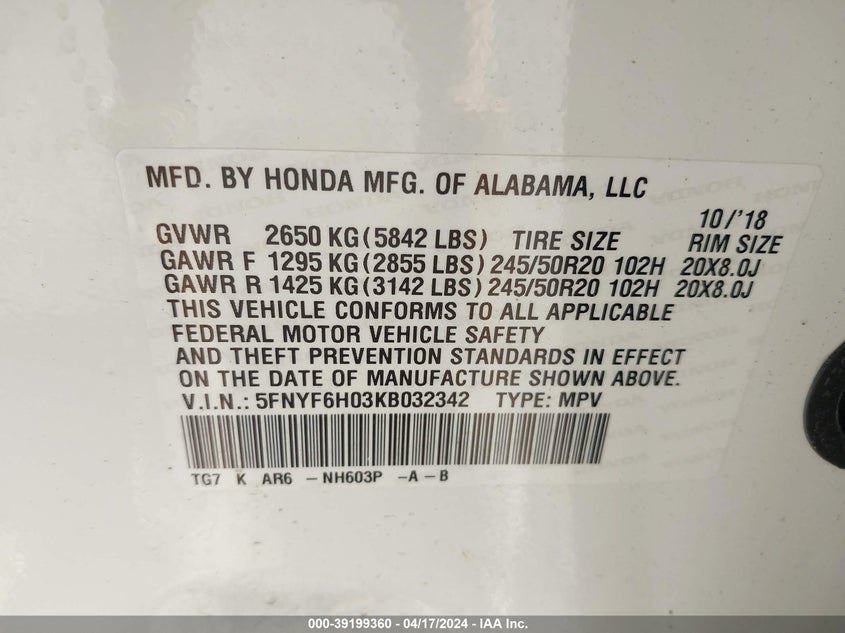 MFD. BY HONDA MFG. OF ALABAMA, LLC
10/'18
GVWR 2650 KG(5842 LBS) TIRE SIZE RIM SIZE
GAWR F 1295 KG(2855 LBS) 245/50R20 102H 20X8.0J
GAWR R 1425 KG(3142 LBS) 245/50R20 102H 20X8.0J
THIS VEHICLE CONFORMS TO ALL APPLICABLE
FEDERAL MOTOR VEHICLE SAFETY
AND THEFT PREVENTION STANDARDS IN EFFECT
ON THE DATE OF MANUFACTURE SHOWN ABOVE.
V.I.N.: 5FNYF6H03KB032342 TYPE: MPV
TG7 K AR6 –NH603P –A–B
000-39199360 - 04/17/2024 - IAA Inc.